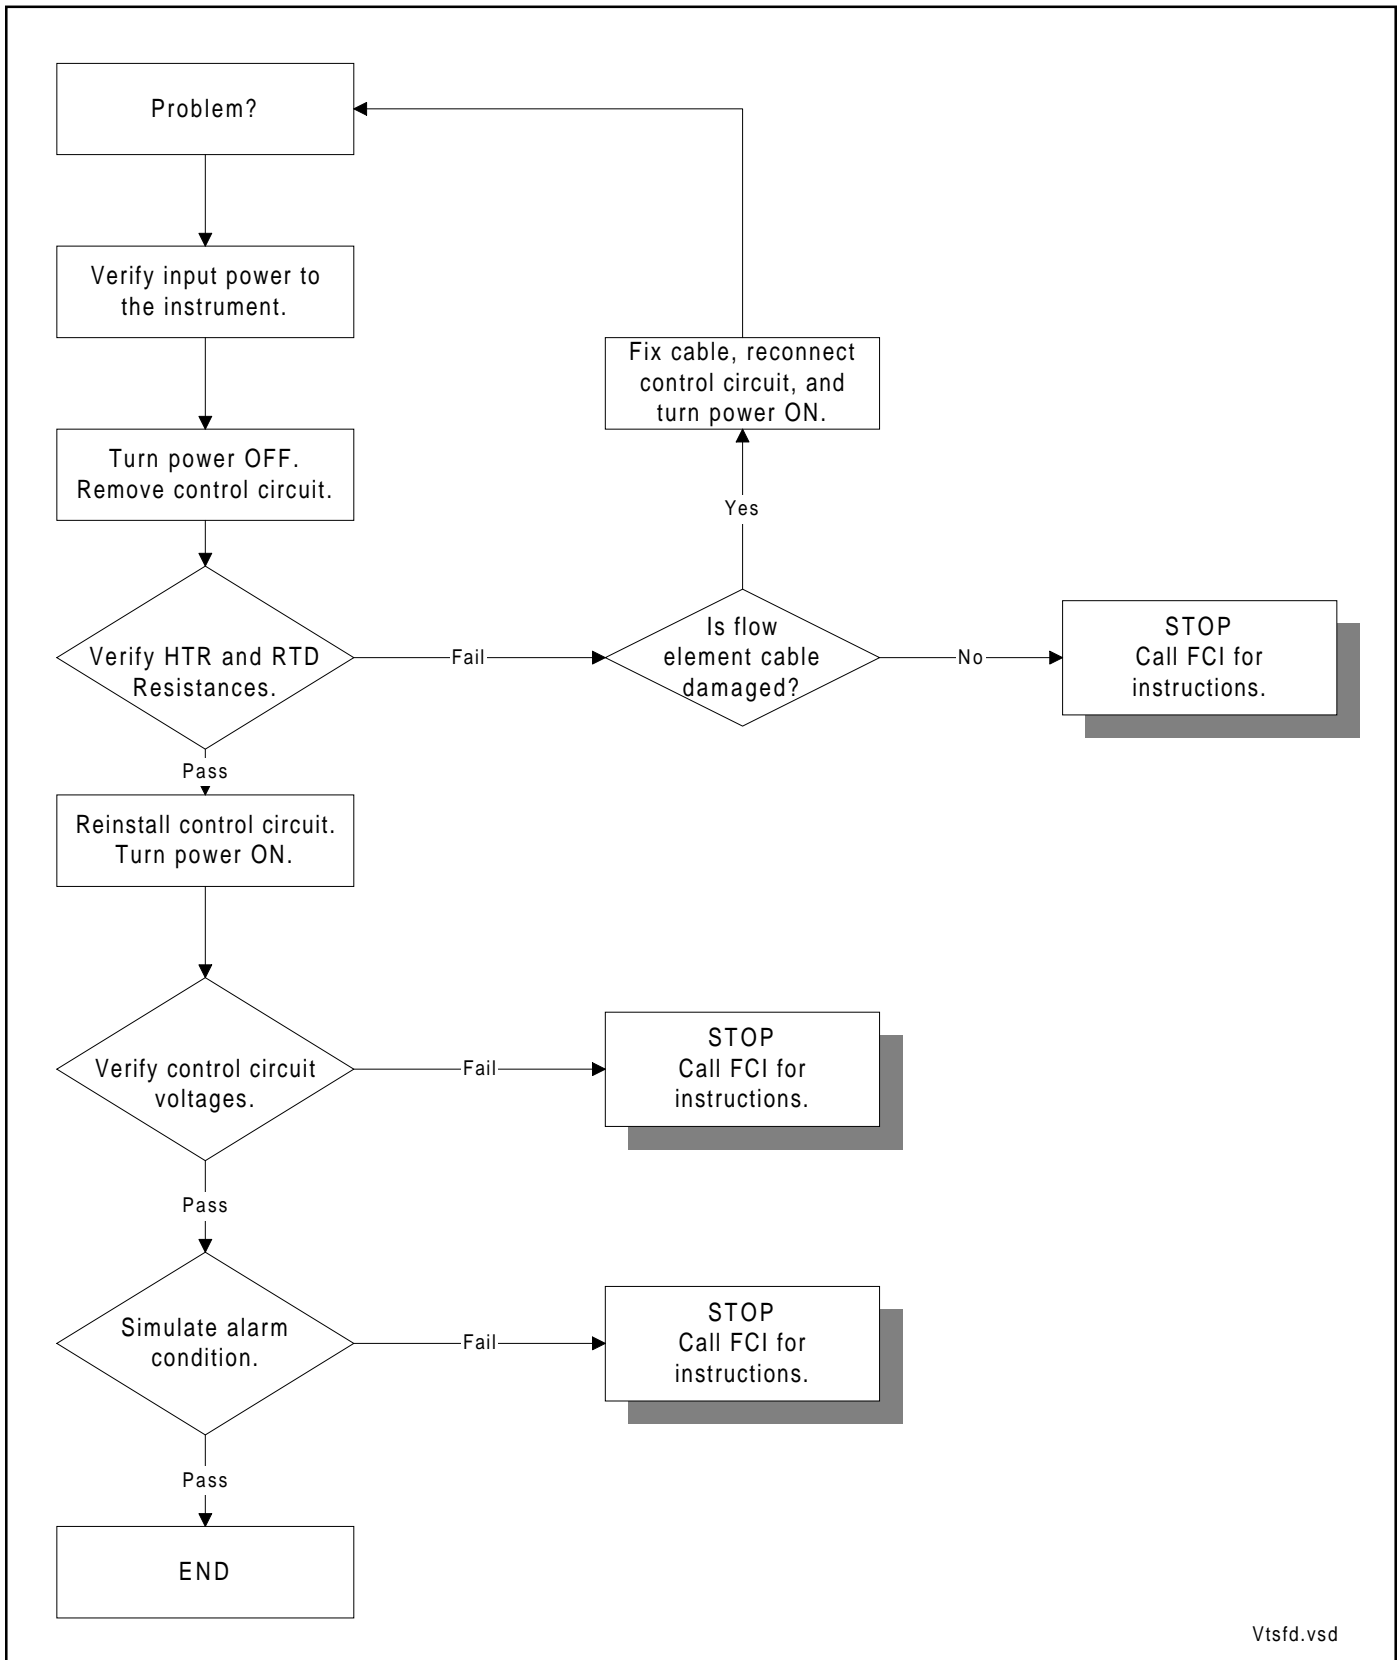 Problem?
Verify input power to
the instrument.
Fix cable, reconnect
control circuit, and
turn power ON.
Turn power OFF.
Remove control circuit.
Yes
Verify HTR and RTD
Resistances.
Fail
Is flow
element cable
damaged?
No
STOP
Call FCI for
instructions.
Pass
Reinstall control circuit.
Turn power ON.
Verify control circuit
voltages.
Fail
STOP
Call FCI for
instructions.
Pass
Simulate alarm
condition.
Fail
STOP
Call FCI for
instructions.
Pass
END
Vtsfd.vsd